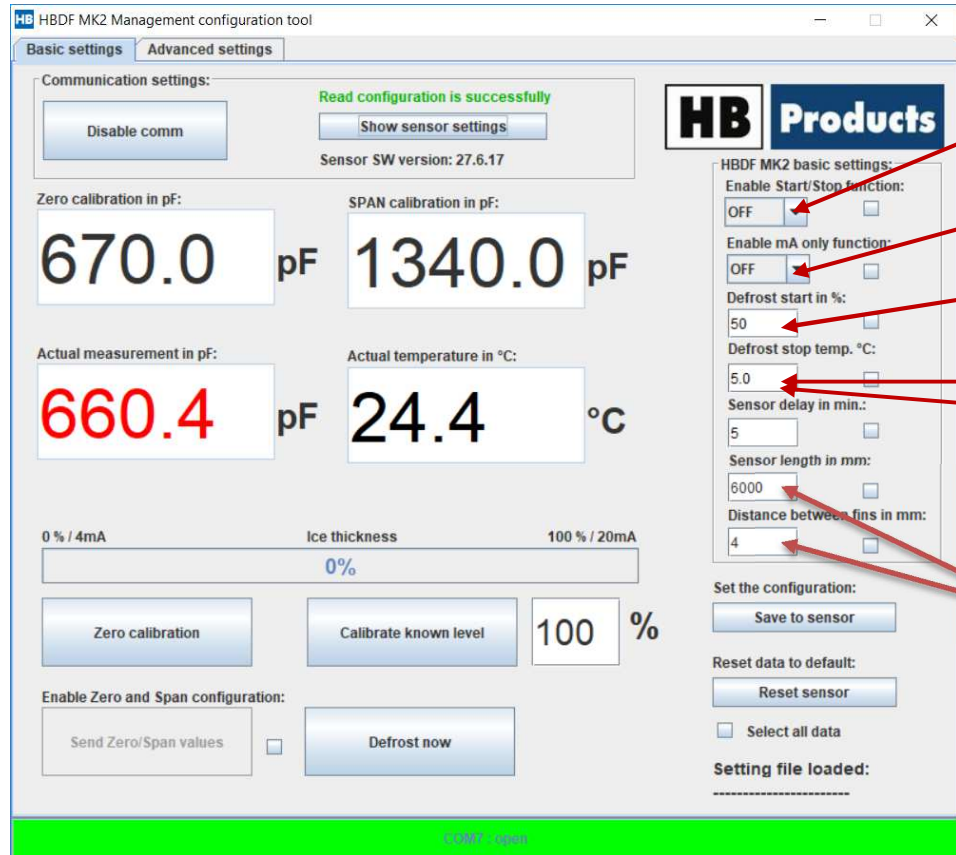 HB HBDF MK2 Management configuration tool
Basic settings Advanced settings
Communication settings:
Disable comm
Read configuration is successfully
Show sensor settings
Sensor SW version: 27.6.17
HB Products
Zero calibration in pF:
670.0 pF
SPAN calibration in pF:
1340.0 pF
Actual measurement in pF:
660.4 pF
Actual temperature in °C:
24.4 °C
0 % / 4mA Ice thickness 100 % / 20mA
0%
Zero calibration
Calibrate known level
100 %
Enable Zero and Span configuration:
Send Zero/Span values
Defrost now
HBDF MK2 basic settings:
Enable Start/Stop function:
OFF
Enable mA only function:
OFF
Defrost start in %:
50
Defrost stop temp. °C:
5.0
Sensor delay in min.:
5
Sensor length in mm:
6000
Distance between fins in mm:
4
Set the configuration:
Save to sensor
Reset data to default:
Reset sensor
Select all data
Setting file loaded:
-----------------------
COM7 : open